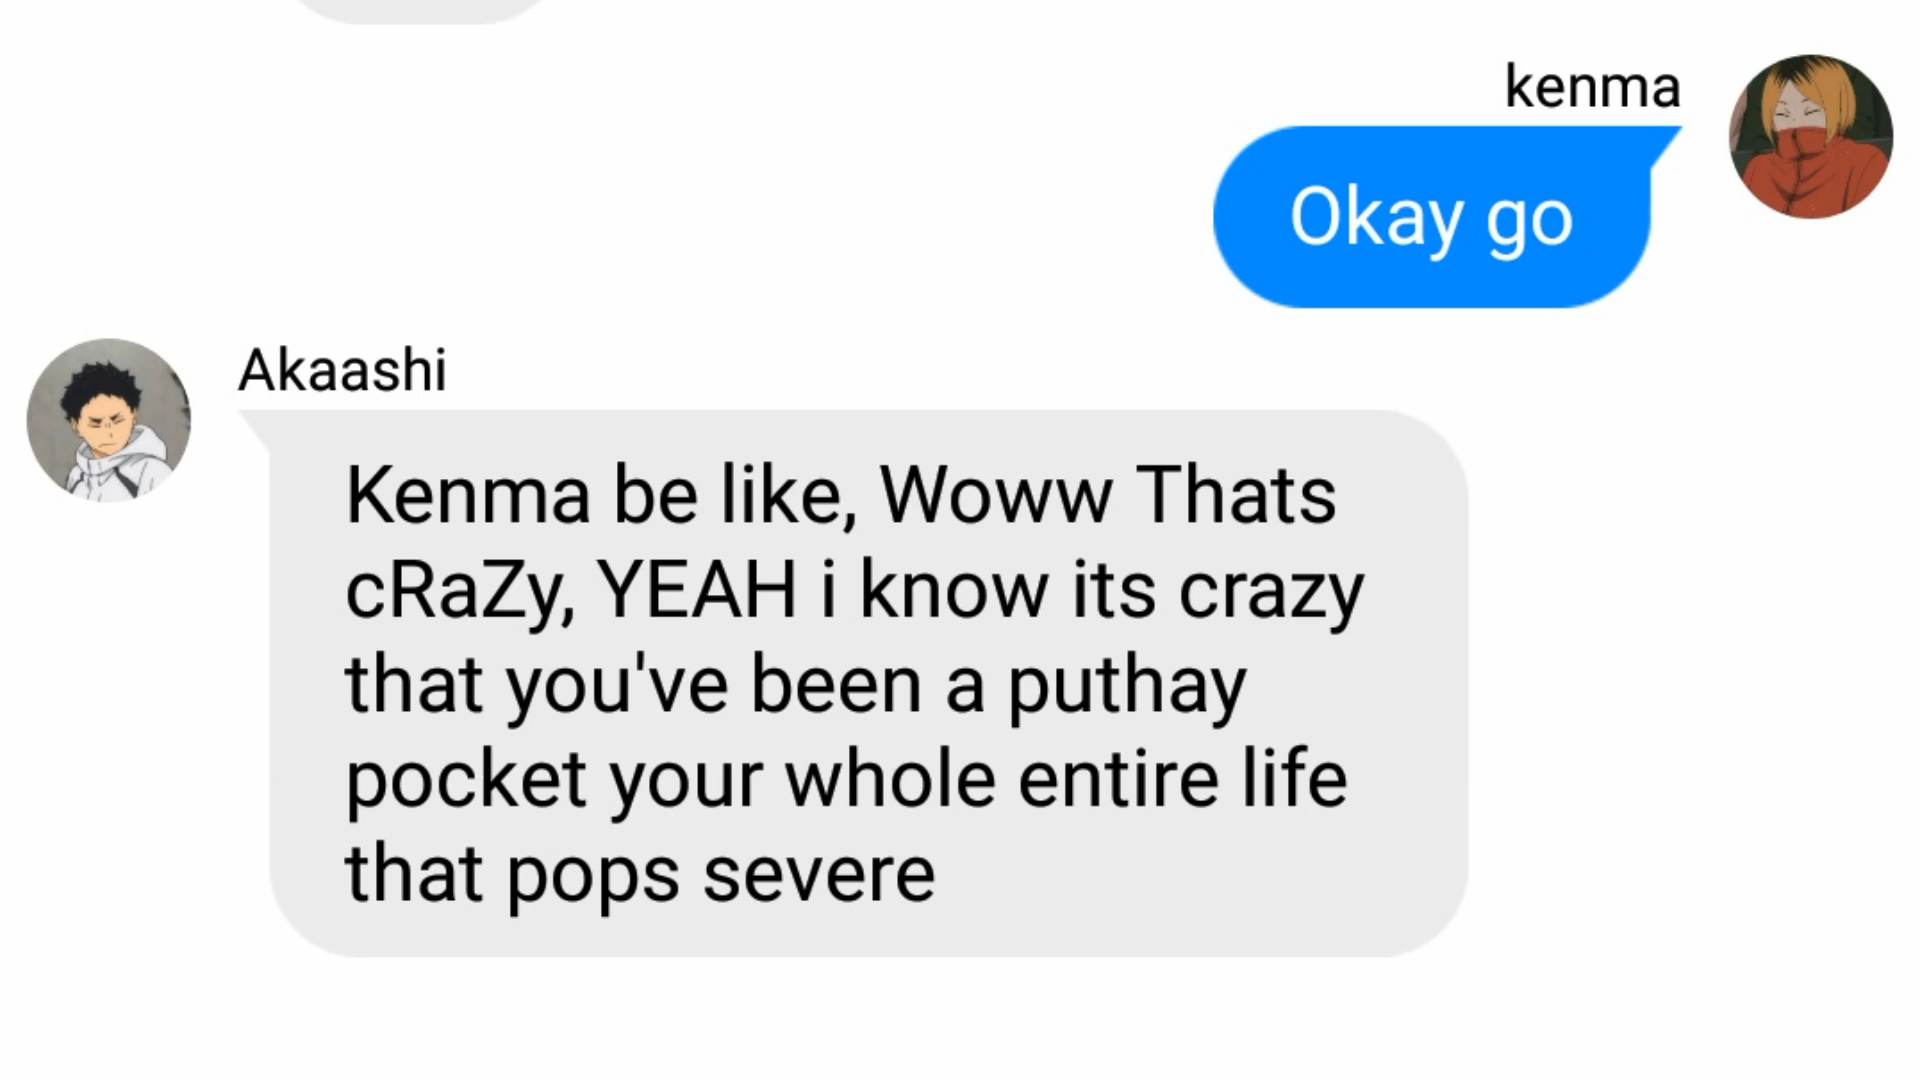 kenma
Okay go
Akaashi
Kenma be like, Woww Thats
cRaZy, YEAH i know its crazy
that you've been a puthay
pocket your whole entire life
that pops severe